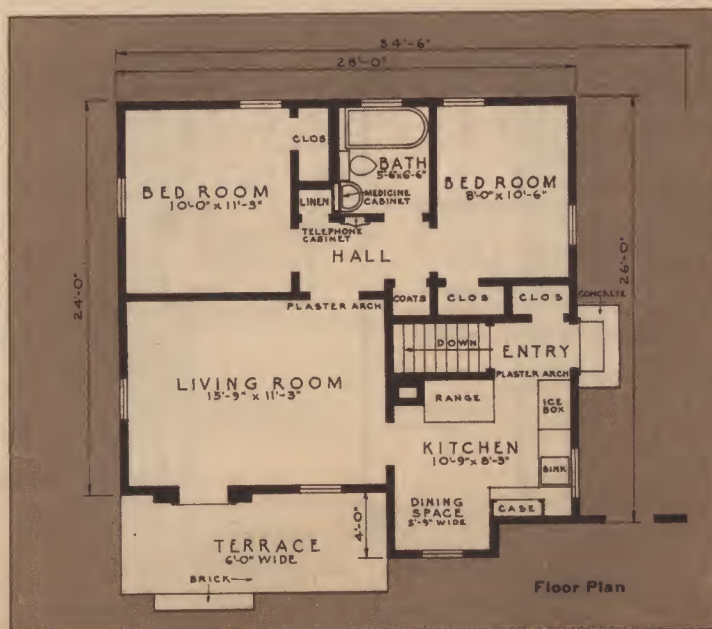 34'-6"
28'-0"
CLOS
BATH
5'-6"x6'-6"
BED ROOM
10'-0" x 11'-3"
BED ROOM
8'-0" x 10'-6"
LINEN
MEDICINE
CABINET
TELEPHONE
CABINET
HALL
24'-0"
26'-0"
PLASTER ARCH
COATS
CLOS
CLOS
CONCRETE
DOWN
ENTRY
PLASTER ARCH
LIVING ROOM
15'-9" x 11'-3"
RANGE
ICE
BOX
KITCHEN
10'-9" x 8'-3"
SINK
DINING
SPACE
5'-9" WIDE
CASE
4'-0"
TERRACE
6'-0" WIDE
BRICK
Floor Plan